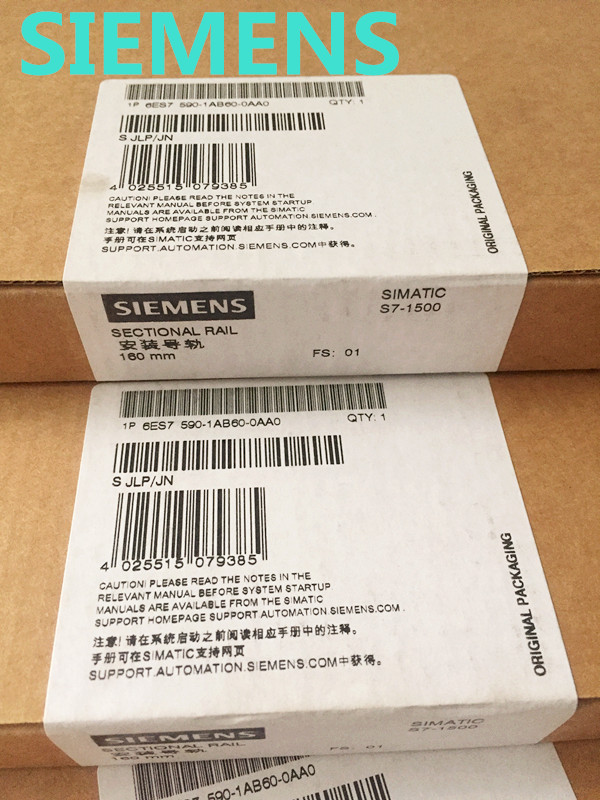 SIEMENS
1P 6ES7 590-1AB60-0AA0 QTY: 1
S JLP/JN
4 025515 079385
CAUTION! PLEASE READ THE NOTES IN THE
RELEVANT MANUAL BEFORE SYSTEM STARTUP
MANUALS ARE AVAILABLE FROM THE SIMATIC
SUPPORT HOMEPAGE SUPPORT.AUTOMATION.SIEMENS.COM.
注意! 请在系统启动之前阅读相应手册中的注释。
手册可在SIMATIC支持网页
SUPPORT.AUTOMATION.SIEMENS.COM中获得。
ORIGINAL PACKAGING
SIEMENS
SIMATIC
S7-1500
SECTIONAL RAIL
安装导轨
160 mm
FS: 01
1P 6ES7 590-1AB60-0AA0 QTY: 1
S JLP/JN
4 025515 079385
CAUTION! PLEASE READ THE NOTES IN THE
RELEVANT MANUAL BEFORE SYSTEM STARTUP
MANUALS ARE AVAILABLE FROM THE SIMATIC
SUPPORT HOMEPAGE SUPPORT.AUTOMATION.SIEMENS.COM.
注意! 请在系统启动之前阅读相应手册中的注释。
手册可在SIMATIC支持网页
SUPPORT.AUTOMATION.SIEMENS.COM中获得。
ORIGINAL PACKAGING
SIEMENS
SIMATIC
S7-1500
SECTIONAL RAIL
安装导轨
160 mm
FS: 01
6ES7 590-1AB60-0AA0